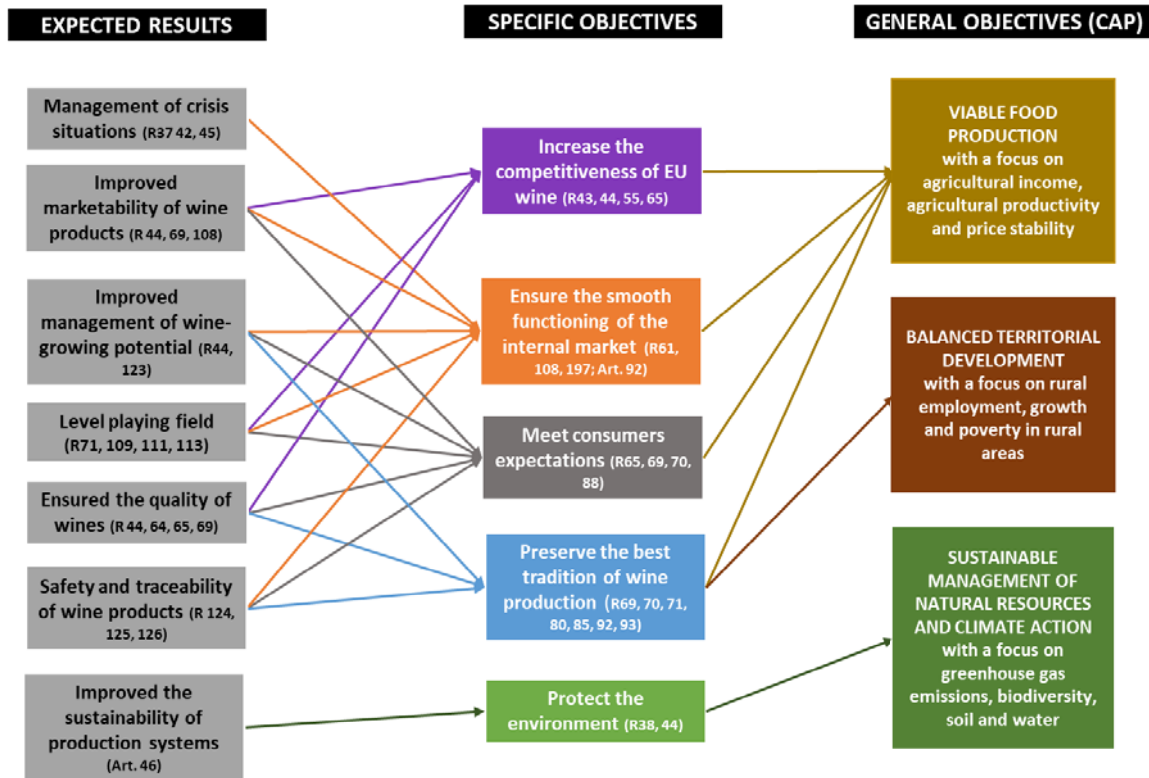 EXPECTED RESULTS
SPECIFIC OBJECTIVES
GENERAL OBJECTIVES (CAP)
Management of crisis
situations (R37 42, 45)
Improved
marketability of wine
products (R 44, 69, 108)
Improved
management of wine-
growing potential (R44,
123)
Level playing field
(R71, 109, 111, 113)
Ensured the quality of
wines (R 44, 64, 65, 69)
Safety and traceability
of wine products (R 124,
125, 126)
Improved the
sustainability of
production systems
(Art. 46)
Increase the
competitiveness of EU
wine (R43, 44, 55, 65)
Ensure the smooth
functioning of the
internal market (R61,
108, 197; Art. 92)
Meet consumers
expectations (R65, 69, 70,
88)
Preserve the best
tradition of wine
production (R69, 70, 71,
80, 85, 92, 93)
Protect the
environment (R38, 44)
VIABLE FOOD
PRODUCTION
with a focus on
agricultural income,
agricultural productivity
and price stability
BALANCED TERRITORIAL
DEVELOPMENT
with a focus on rural
employment, growth
and poverty in rural
areas
SUSTAINABLE
MANAGEMENT OF
NATURAL RESOURCES
AND CLIMATE ACTION
with a focus on
greenhouse gas
emissions, biodiversity,
soil and water